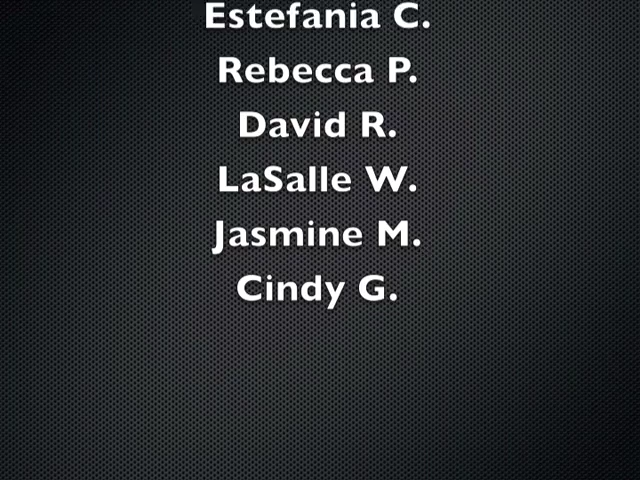 Estefania C.
Rebecca P.
David R.
LaSalle W.
Jasmine M.
Cindy G.